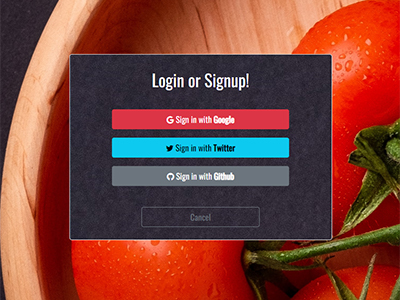 Login or Signup!
Sign in with Google
Sign in with Twitter
Sign in with Github
Cancel